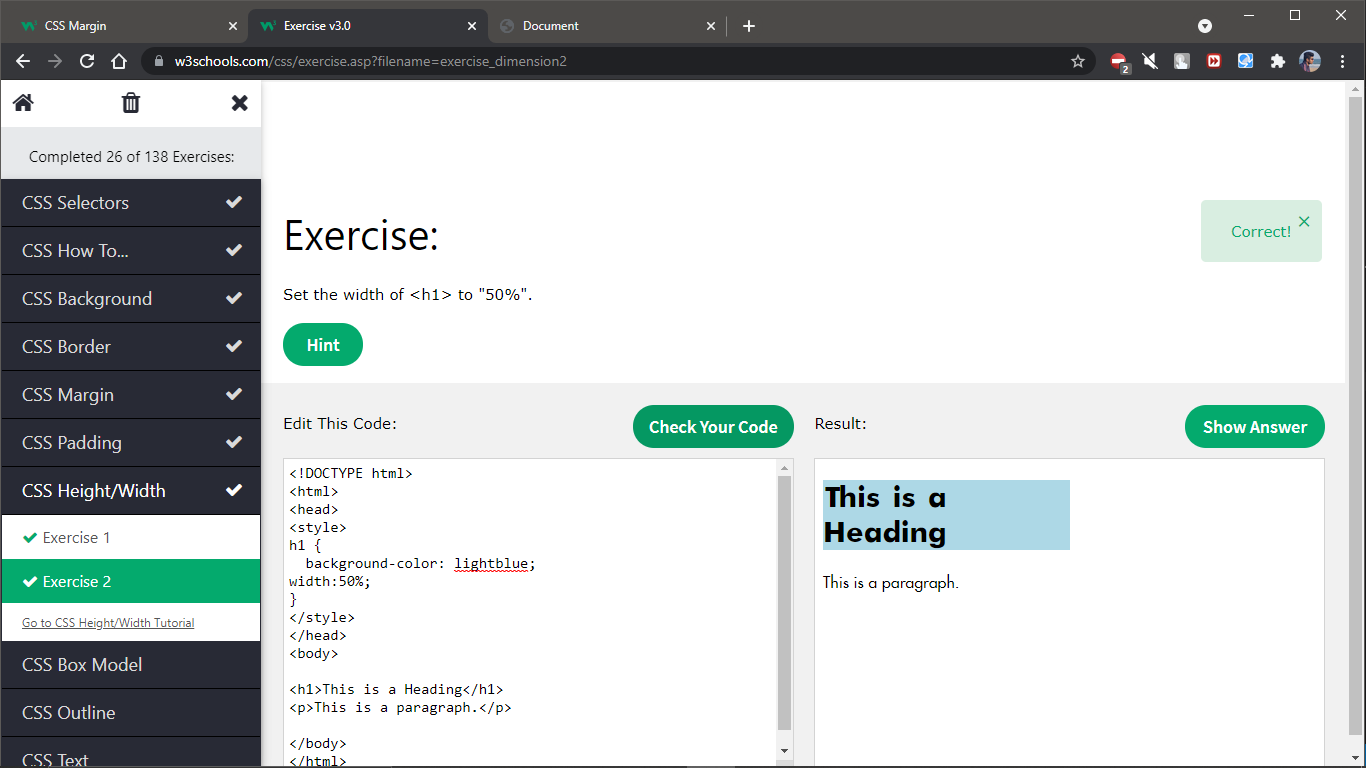 CSS Margin
Exercise v3.0
Document
w3schools.com/css/exercise.asp?filename=exercise_dimension2
2
Completed 26 of 138 Exercises:
CSS Selectors
CSS How To...
CSS Background
CSS Border
CSS Margin
CSS Padding
CSS Height/Width
Exercise 1
Exercise 2
Go to CSS Height/Width Tutorial
CSS Box Model
CSS Outline
CSS Text
Exercise:
Correct!
Set the width of <h1> to "50%".
Hint
Edit This Code:
Check Your Code
<!DOCTYPE html>
<html>
<head>
<style>
h1 {
  background-color: lightblue;
width:50%;
}
</style>
</head>
<body>

<h1>This is a Heading</h1>
<p>This is a paragraph.</p>

</body>
</html>
Result:
Show Answer
This is a
Heading
This is a paragraph.